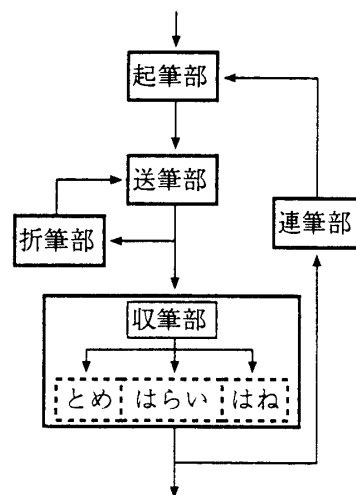 起筆部
送筆部
折筆部
連筆部
収筆部
とめ はらい はね